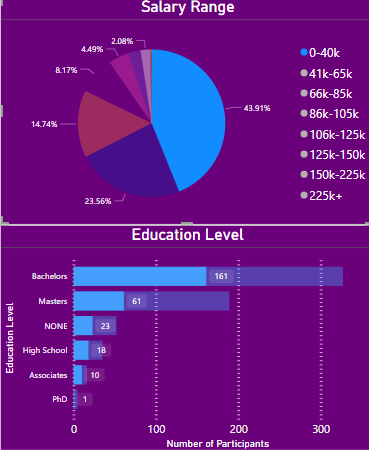 Salary Range
2.08%
4.49%
8.17%
14.74%
23.56%
43.91%
0-40k
41k-65k
66k-85k
86k-105k
106k-125k
125k-150k
150k-225k
225k+
Education Level
Education Level
Bachelors 161
Masters 61
NONE 23
High School 18
Associates 10
PhD 1
0 100 200 300
Number of Participants